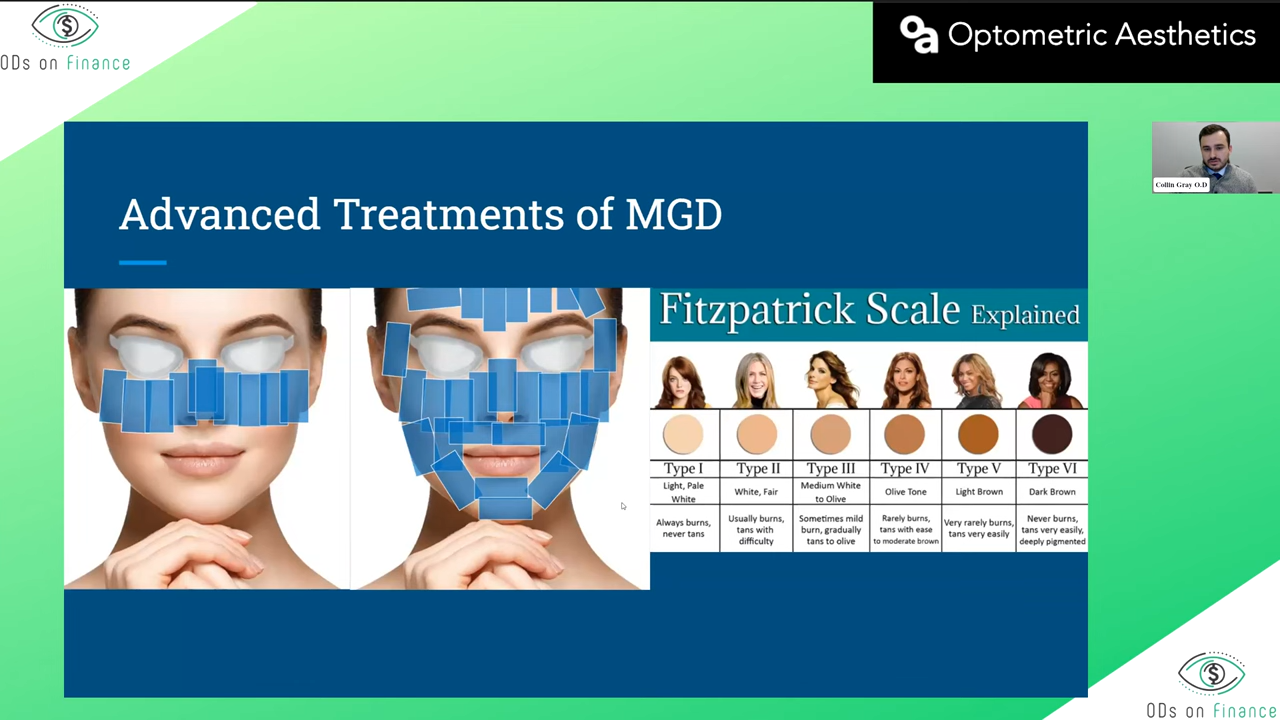 ODs on Finance
Optometric Aesthetics
Collin Gray O.D
Advanced Treatments of MGD
Fitzpatrick Scale Explained
Type I
Type II
Type III
Type IV
Type V
Type VI
Light, Pale
White
White, Fair
Medium White
to Olive
Olive Tone
Light Brown
Dark Brown
Always burns,
never tans
Usually burns,
tans with
difficulty
Sometimes mild
burn, gradually
tans to olive
Rarely burns,
tans with ease
to moderate brown
Very rarely burns,
tans very easily
Never burns,
tans very easily,
deeply pigmented
ODs on Finance